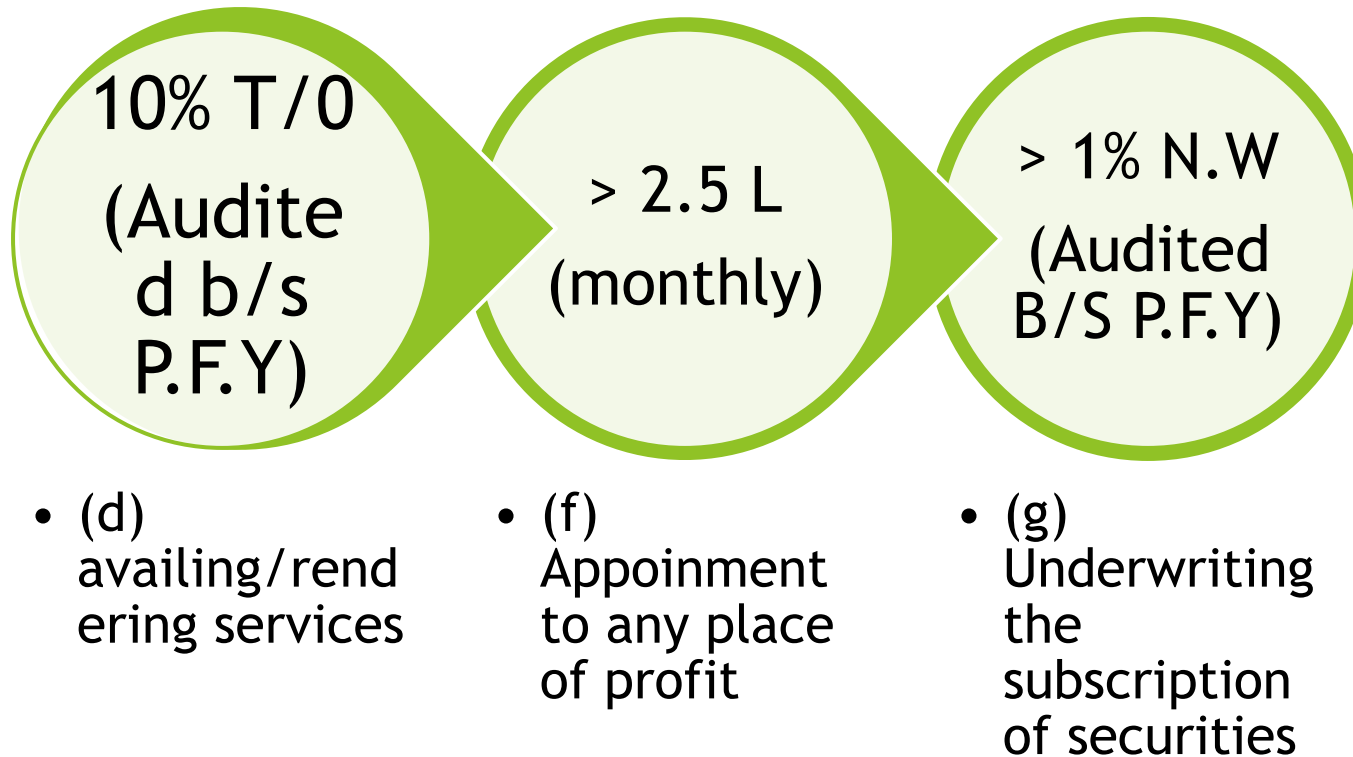 10% T/0
(Audite
d b/s
P.F.Y)
> 2.5 L
(monthly)
> 1% N.W
(Audited
B/S P.F.Y)
• (d)
availing/rend
ering services
• (f)
Appoinment
to any place
of profit
• (g)
Underwriting
the
subscription
of securities